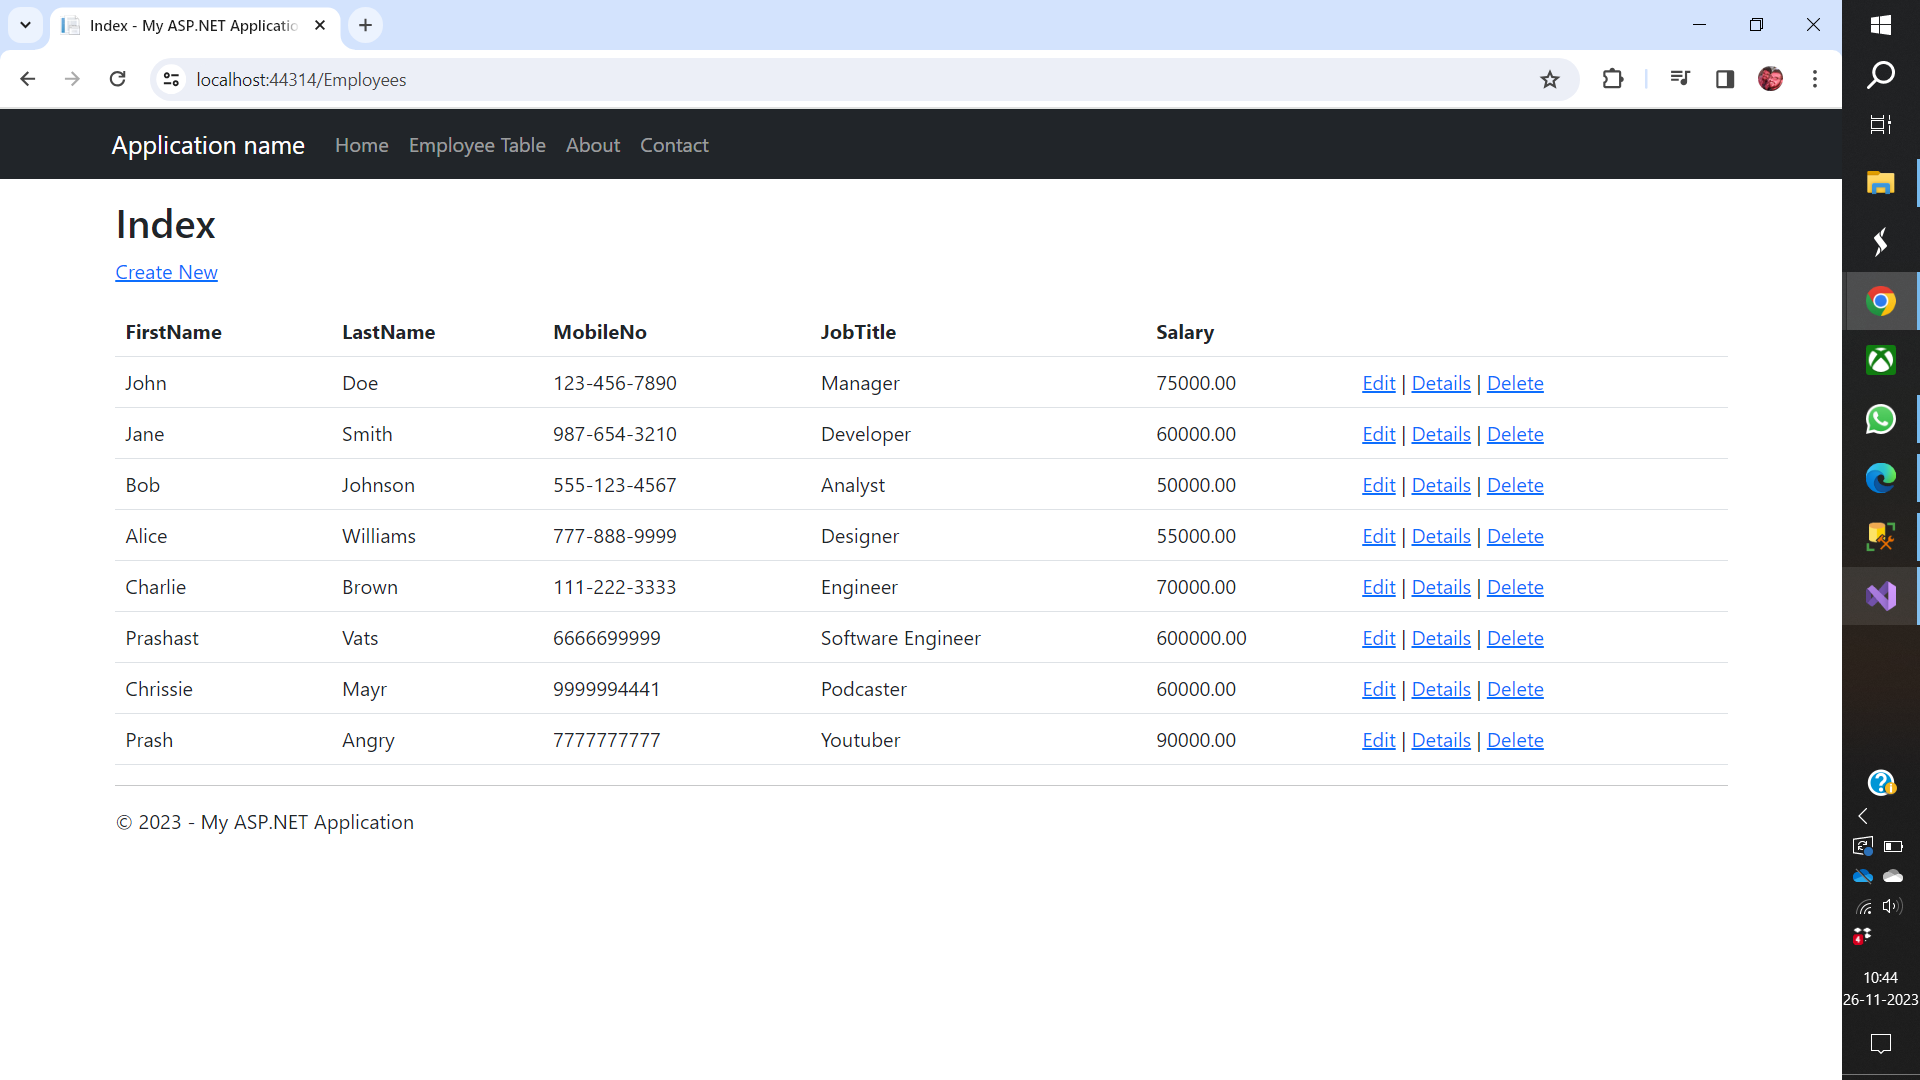 Index - My ASP.NET Applicatio
localhost:44314/Employees
Application name Home Employee Table About Contact
Index
Create New
FirstName LastName MobileNo JobTitle Salary
John Doe 123-456-7890 Manager 75000.00 Edit | Details | Delete
Jane Smith 987-654-3210 Developer 60000.00 Edit | Details | Delete
Bob Johnson 555-123-4567 Analyst 50000.00 Edit | Details | Delete
Alice Williams 777-888-9999 Designer 55000.00 Edit | Details | Delete
Charlie Brown 111-222-3333 Engineer 70000.00 Edit | Details | Delete
Prashast Vats 6666699999 Software Engineer 600000.00 Edit | Details | Delete
Chrissie Mayr 9999994441 Podcaster 60000.00 Edit | Details | Delete
Prash Angry 7777777777 Youtuber 90000.00 Edit | Details | Delete
© 2023 - My ASP.NET Application
4
10:44
26-11-2023